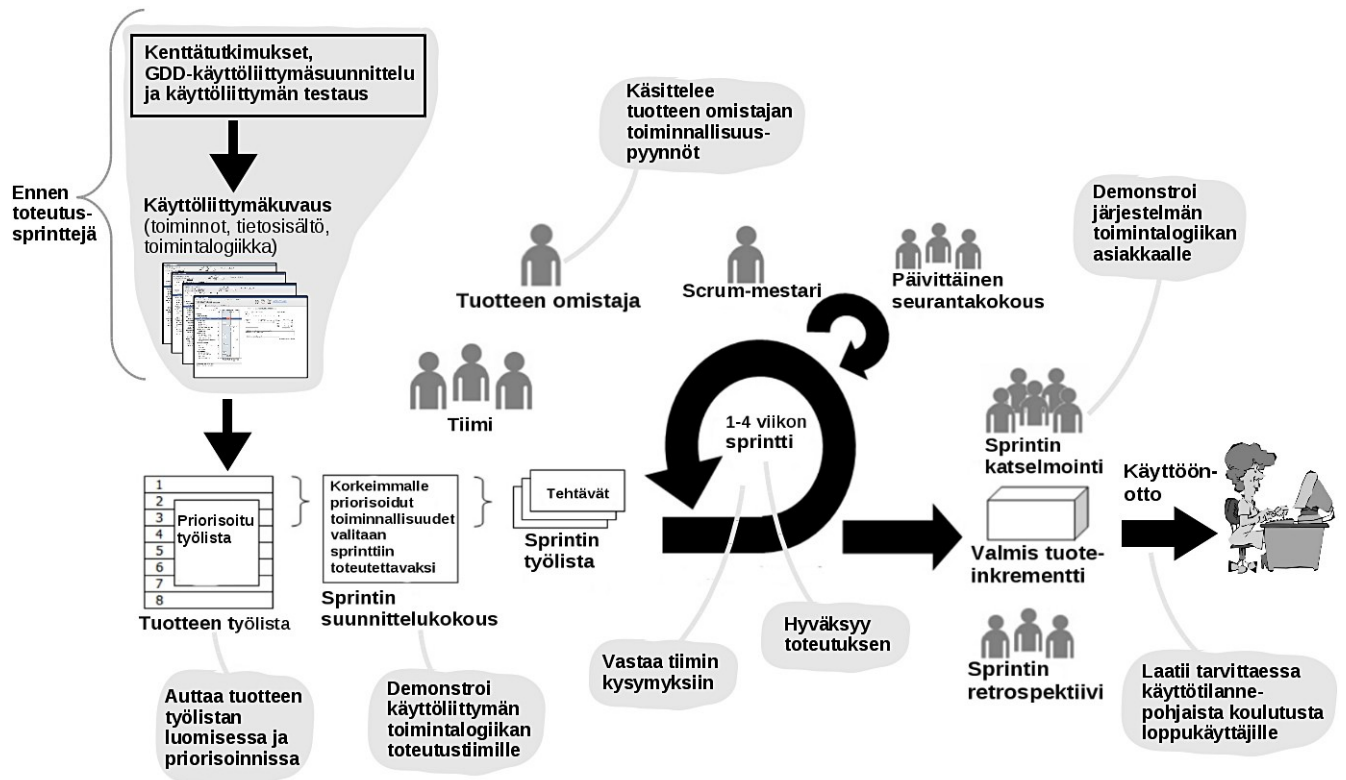 Kenttätutkimukset,
GDD-käyttöliittymäsuunnittelu
ja käyttöliittymän testaus
Ennen
toteutus-
sprinttejä
Käyttöliittymäkuvaus
(toiminnot, tietosisältö,
toimintalogiikka)
Käsittelee
tuotteen omistajan
toiminnallisuus-
pyynnöt
Tuotteen omistaja
Scrum-mestari
Päivittäinen
seurantakokous
Demonstroi
järjestelmän
toimintalogiikan
asiakkaalle
Tiimi
1-4 viikon
sprintti
Sprintin
katselmointi
Käyttöön-
otto
1
2
3
4
5
6
7
8
Priorisoitu
työlista
Tuotteen työlista
Korkeimmalle
priorisoidut
toiminnallisuudet
valitaan
sprinttiin
toteutettavaksi
Sprintin
suunnittelukokous
Tehtävät
Sprintin
työlista
Valmis tuote-
inkrementti
Sprintin
retrospektiivi
Auttaa tuotteen
työlistan
luomisessa ja
priorisoinnissa
Demonstroi
käyttöliittymän
toimintalogiikan
toteutustiimille
Vastaa tiimin
kysymyksiin
Hyväksyy
toteutuksen
Laatii tarvittaessa
käyttötilanne-
pohjaista koulutusta
loppukäyttäjille